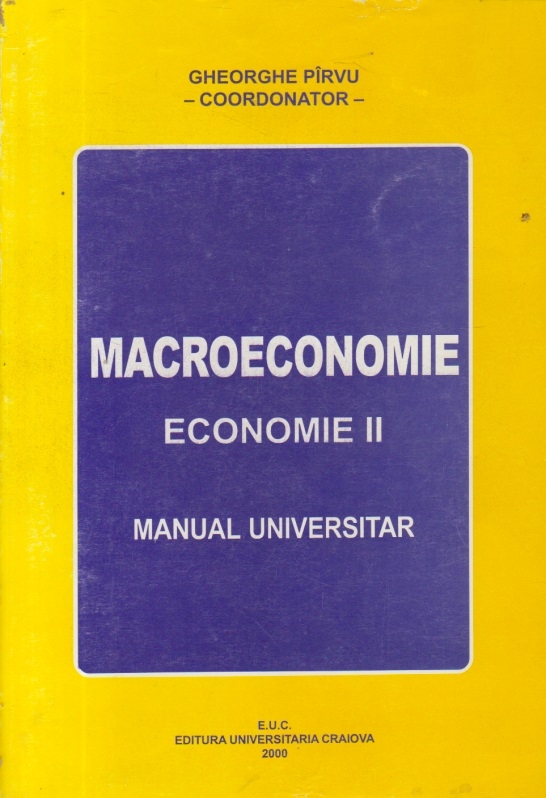 GHEORGHE PÎRVU
– COORDONATOR –
MACROECONOMIE
ECONOMIE II
MANUAL UNIVERSITAR
E.U.C.
EDITURA UNIVERSITARIA CRAIOVA
2000